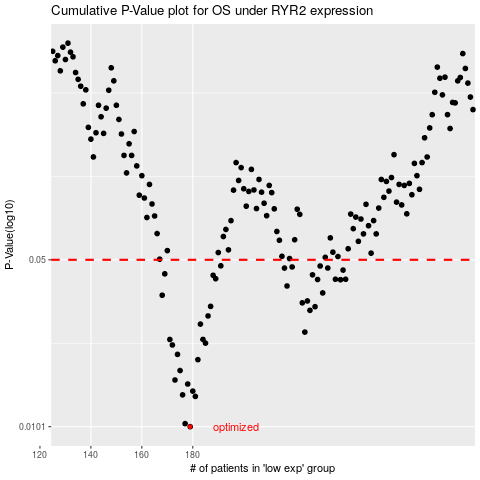 Cumulative P-Value plot for OS under RYR2 expression
P-Value(log10)
0.05
0.0101
optimized
120 140 160 180
# of patients in 'low exp' group